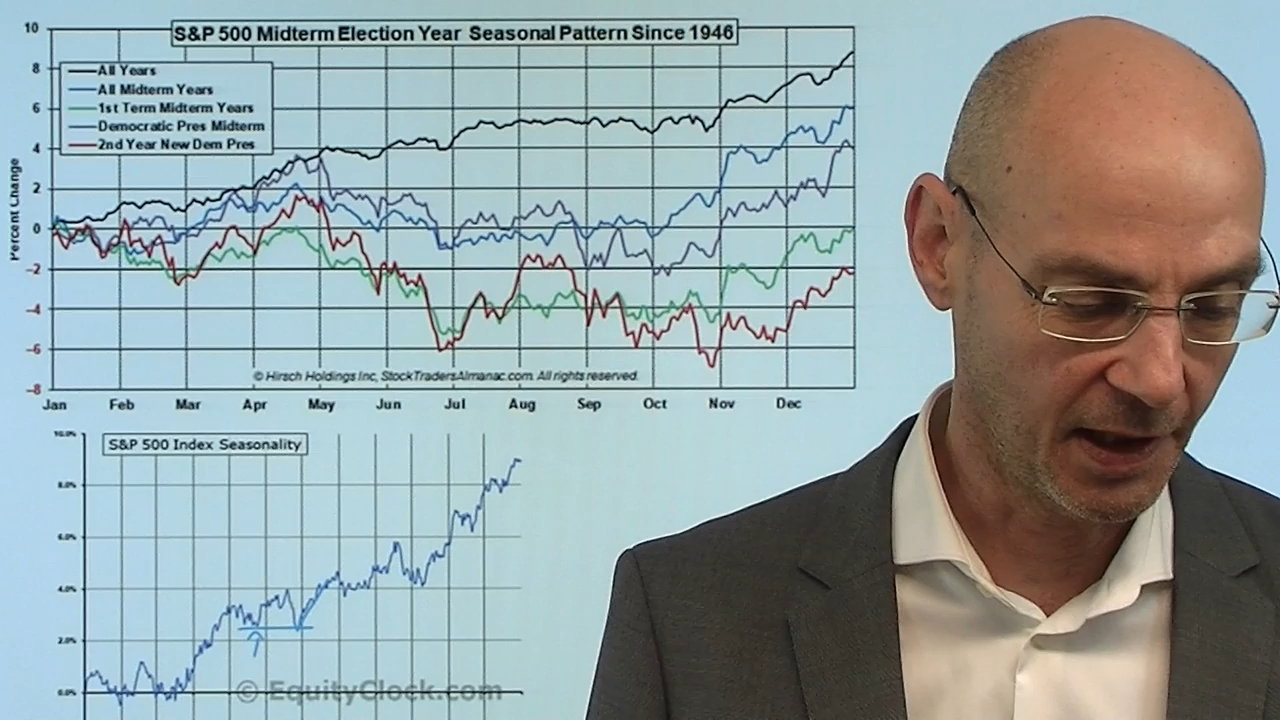 S&P 500 Midterm Election Year Seasonal Pattern Since 1946
10
8
6
4
2
0
-2
-4
-6
-8
Percent Change
All Years
All Midterm Years
1st Term Midterm Years
Democratic Pres Midterm
2nd Year New Dem Pres
© Hirsch Holdings Inc, StockTradersAlmanac.com. All rights reserved.
Jan Feb Mar Apr May Jun Jul Aug Sep Oct Nov Dec
S&P 500 Index Seasonality
10.0%
8.0%
6.0%
4.0%
2.0%
0.0%
© EquityClock.com